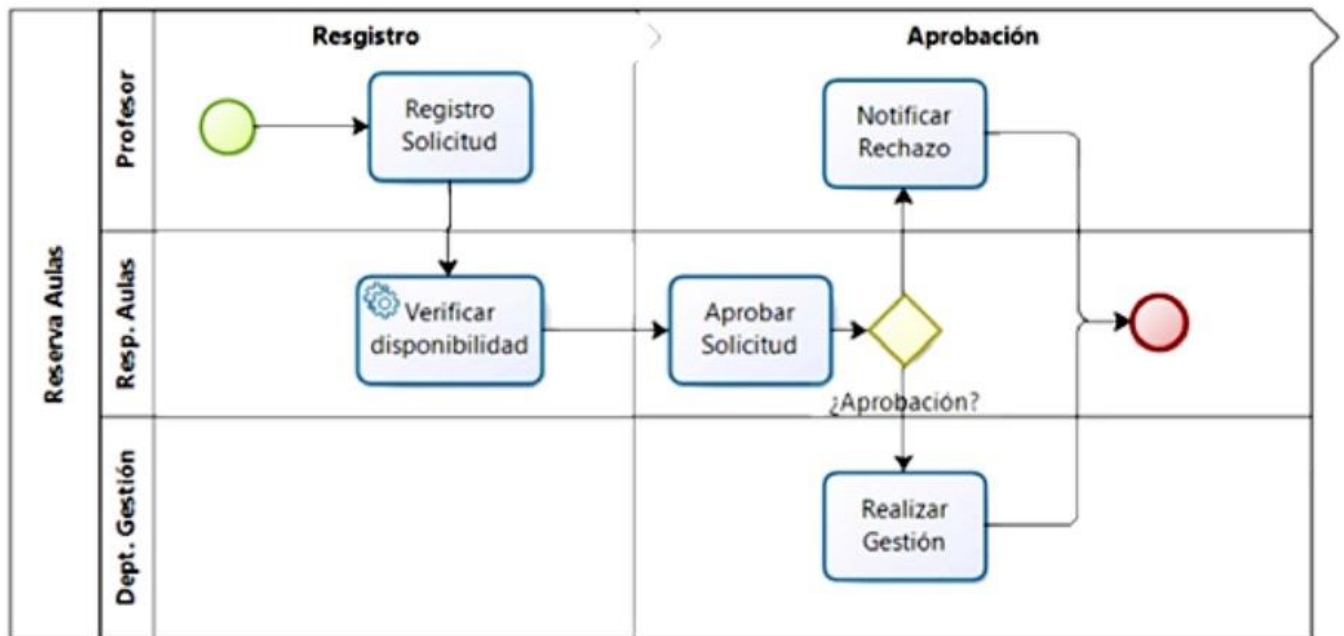 Resgistro
Aprobación
Reserva Aulas
Profesor
Registro
Solicitud
Notificar
Rechazo
Resp. Aulas
Verificar
disponibilidad
Aprobar
Solicitud
¿Aprobación?
Dept. Gestión
Realizar
Gestión